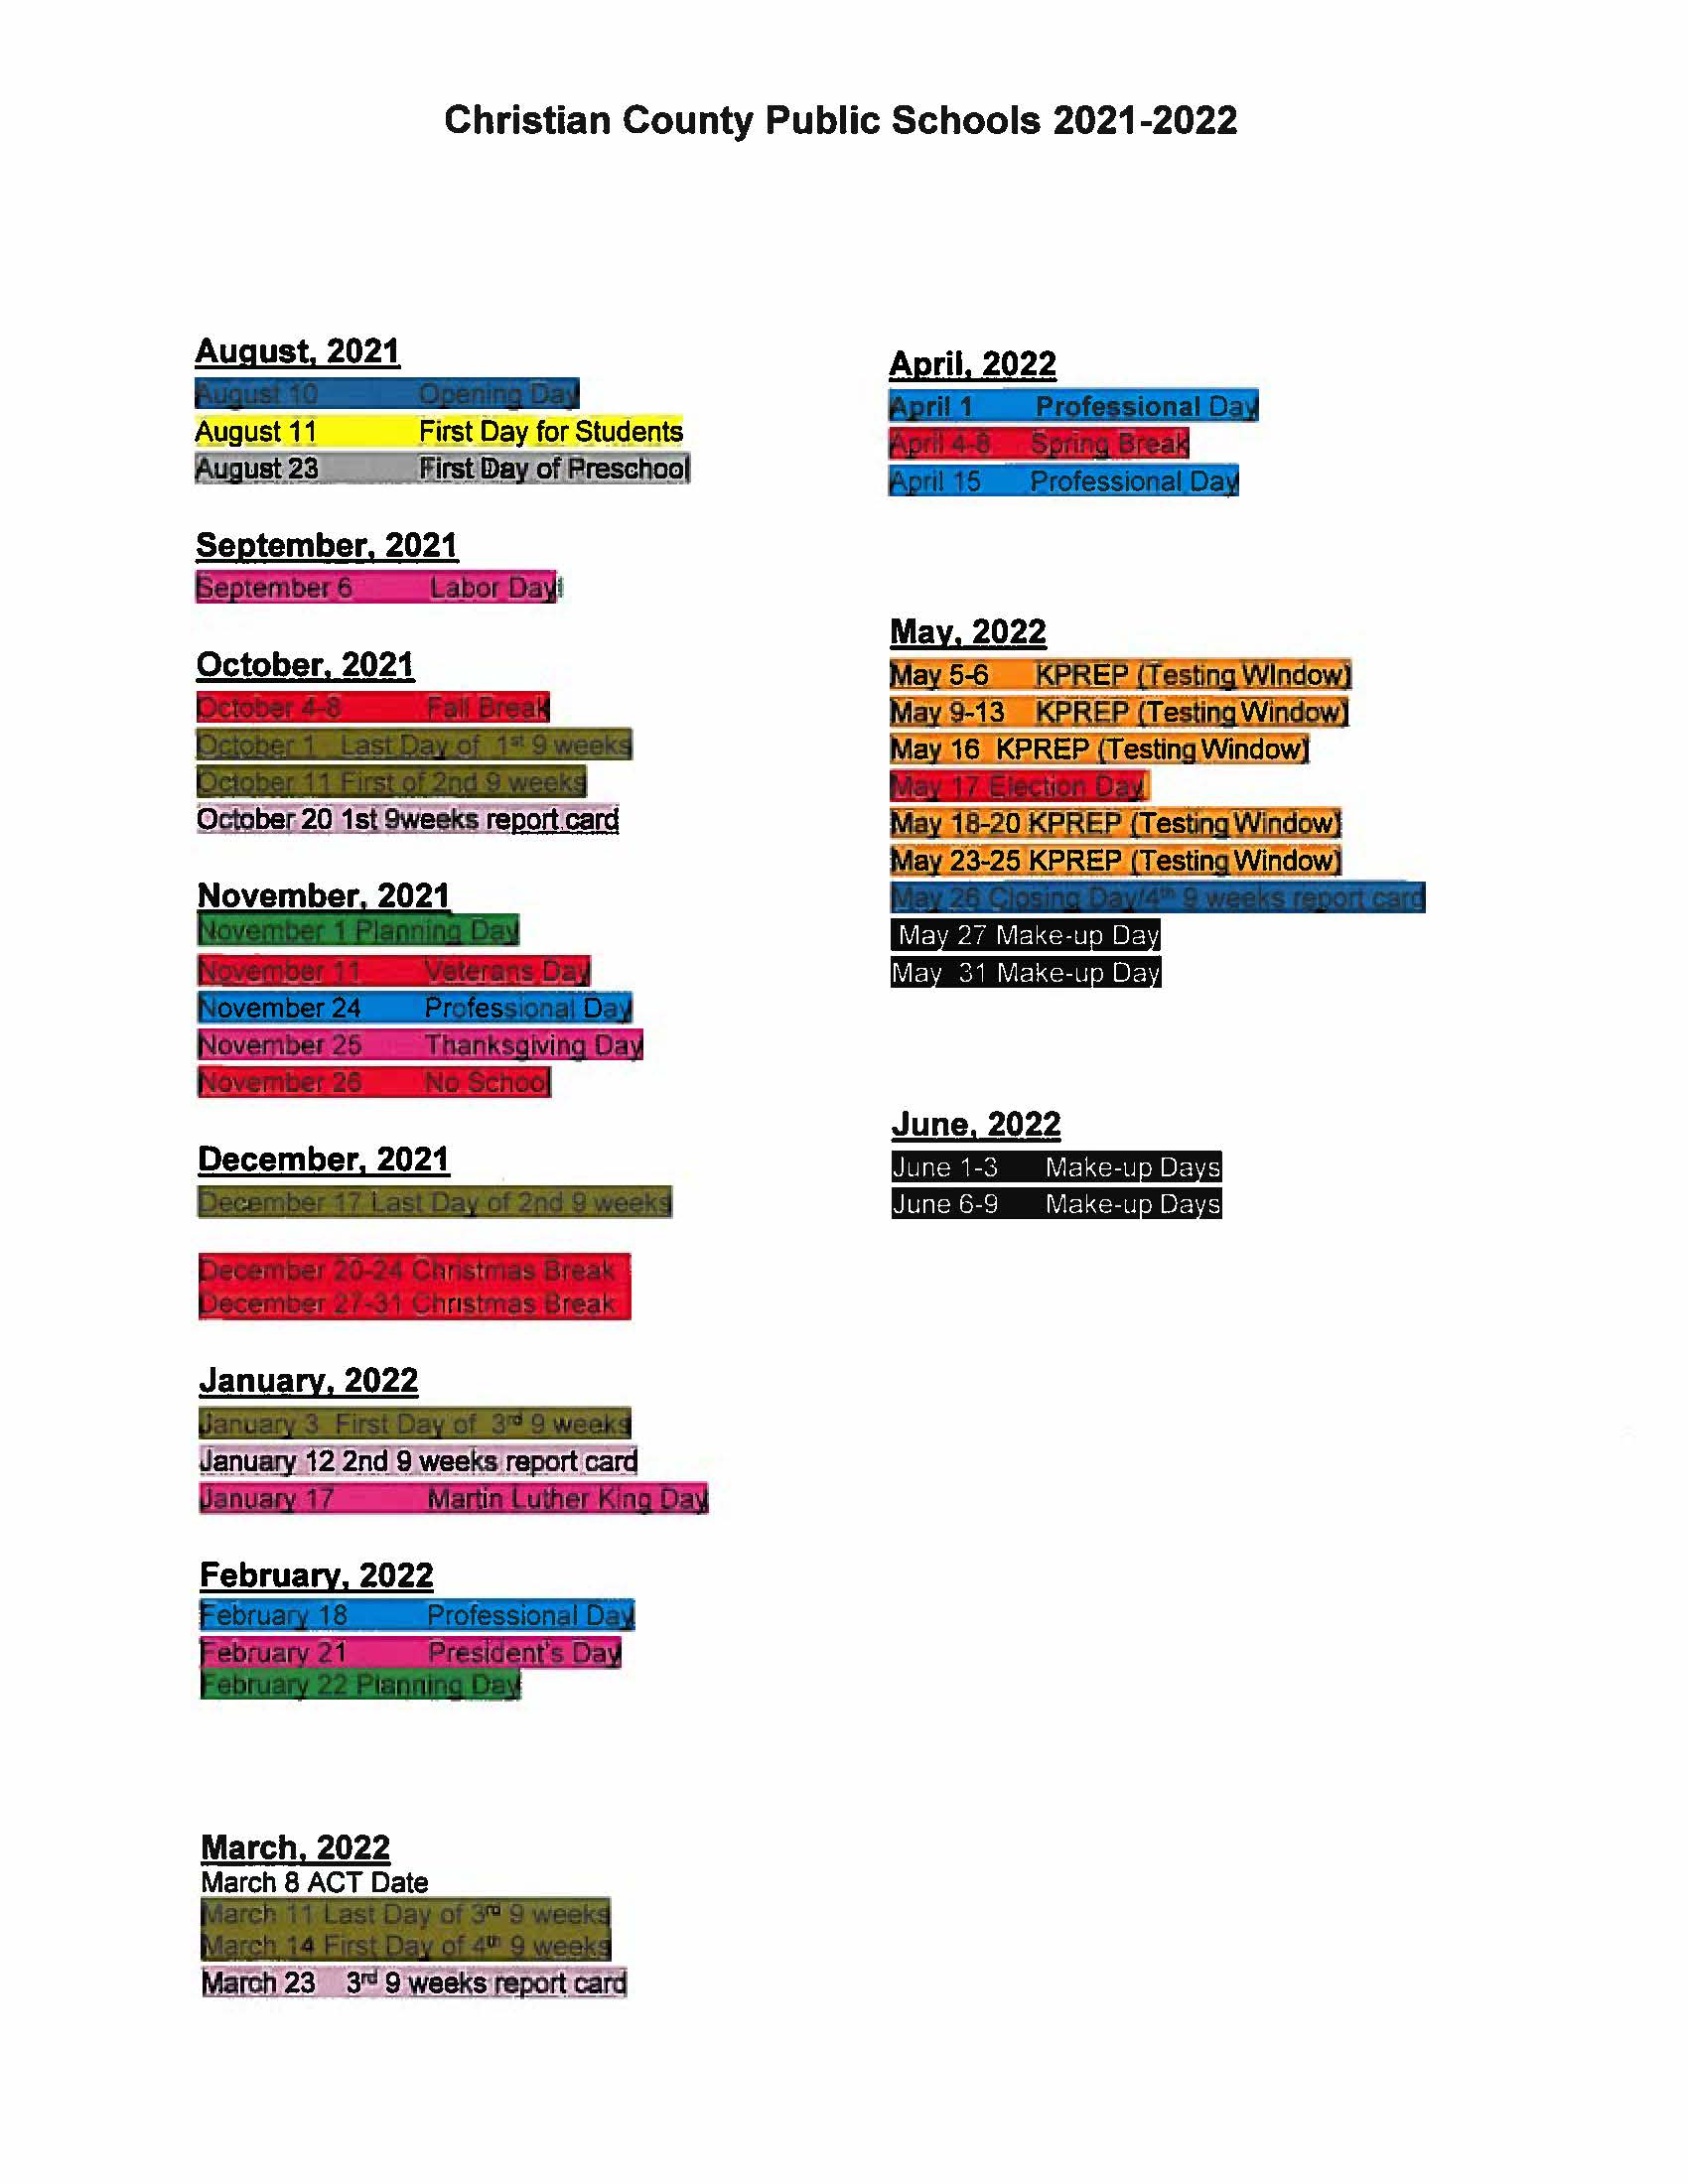 Christian County Public Schools 2021-2022
August, 2021
August 10 Opening Day
August 11 First Day for Students
August 23 First Day of Preschool
September, 2021
September 6 Labor Day
October, 2021
October 4-8 Fall Break
October 1 Last Day of 1st 9 weeks
October 11 First of 2nd 9 weeks
October 20 1st 9weeks report card
November, 2021
November 1 Planning Day
November 11 Veterans Day
November 24 Professional Day
November 25 Thanksgiving Day
November 26 No School
December, 2021
December 17 Last Day of 2nd 9 weeks
December 20-24 Christmas Break
December 27-31 Christmas Break
January, 2022
January 3 First Day of 3rd 9 weeks
January 12 2nd 9 weeks report card
January 17 Martin Luther King Day
February, 2022
February 18 Professional Day
February 21 President's Day
February 22 Planning Day
March, 2022
March 8 ACT Date
March 11 Last Day of 3rd 9 weeks
March 14 First Day of 4th 9 weeks
March 23 3rd 9 weeks report card
April, 2022
April 1 Professional Day
April 4-8 Spring Break
April 15 Professional Day
May, 2022
May 5-6 KPREP (Testing WIndow)
May 9-13 KPREP (Testing Window)
May 16 KPREP (Testing Window)
May 17 Election Day
May 18-20 KPREP (Testing Window)
May 23-25 KPREP (Testing Window)
May 26 Closing Day/4th 9 weeks report card
May 27 Make-up Day
May 31 Make-up Day
June, 2022
June 1-3 Make-up Days
June 6-9 Make-up Days